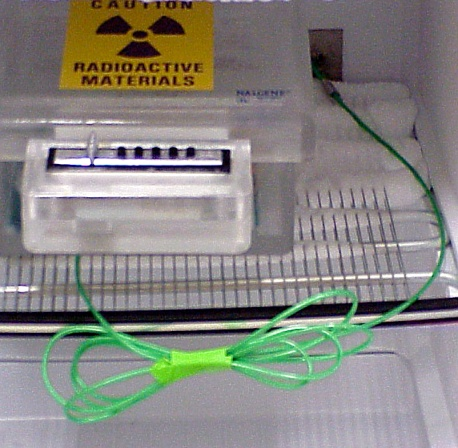 CAUTION
RADIOACTIVE
MATERIALS
NALGENE